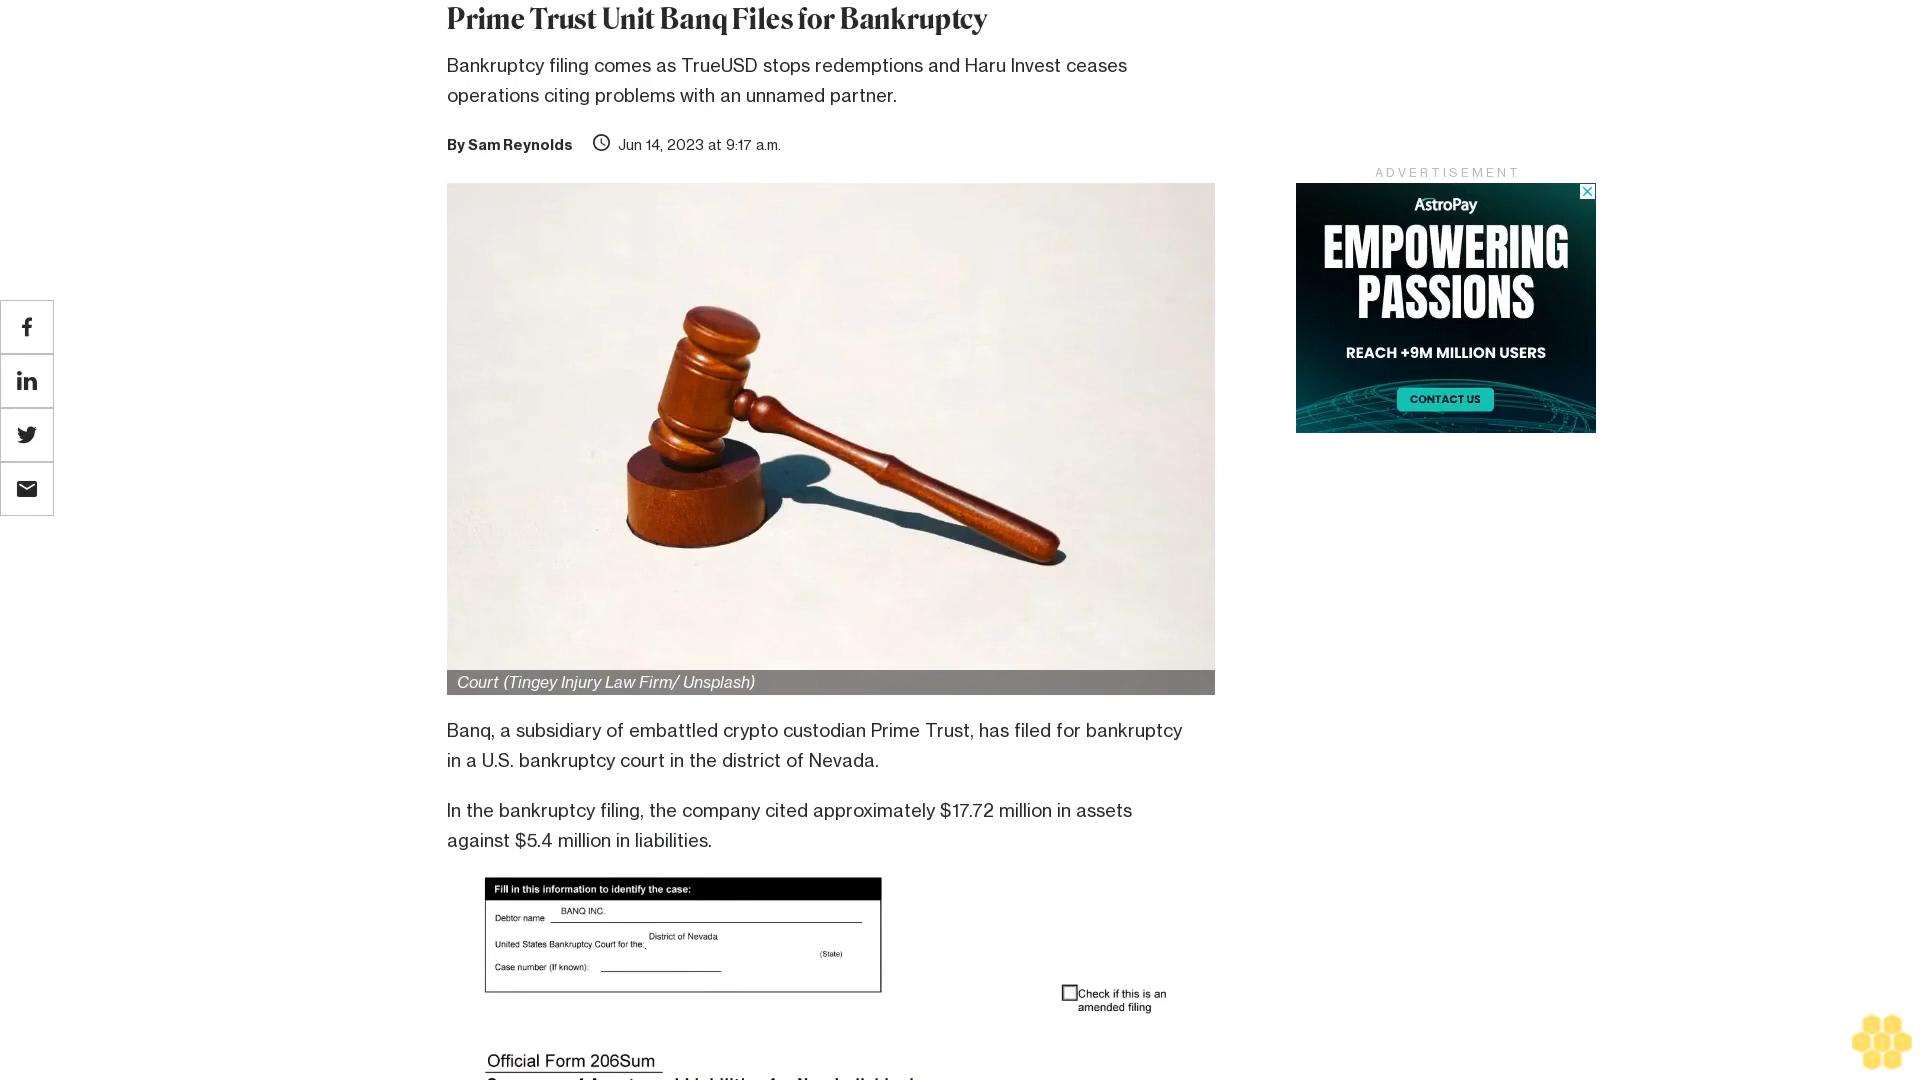 Prime Trust Unit Banq Files for Bankruptcy
Bankruptcy filing comes as TrueUSD stops redemptions and Haru Invest ceases
operations citing problems with an unnamed partner.
By Sam Reynolds Jun 14, 2023 at 9:17 a.m.
ADVERTISEMENT
AstroPay
EMPOWERING
PASSIONS
REACH +9M MILLION USERS
CONTACT US
Court (Tingey Injury Law Firm/ Unsplash)
Banq, a subsidiary of embattled crypto custodian Prime Trust, has filed for bankruptcy
in a U.S. bankruptcy court in the district of Nevada.
In the bankruptcy filing, the company cited approximately $17.72 million in assets
against $5.4 million in liabilities.
Fill in this information to identify the case:
Debtor name BANQ INC.
United States Bankruptcy Court for the: District of Nevada
(State)
Case number (If known):
Check if this is an
amended filing
Official Form 206Sum